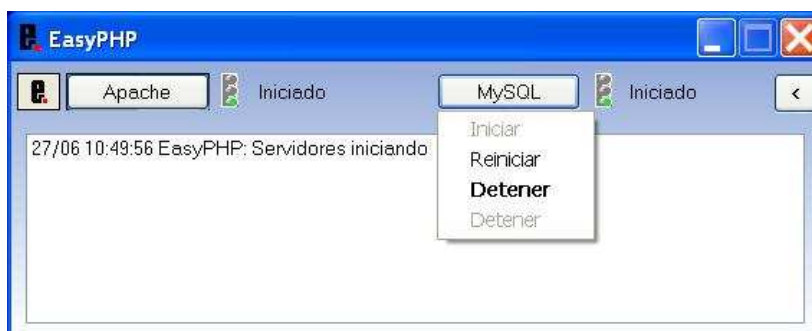 EasyPHP
e. Apache Iniciado MySQL Iniciado <
Iniciar
27/06 10:49:56 EasyPHP: Servidores iniciando
Reiniciar
Detener
Detener